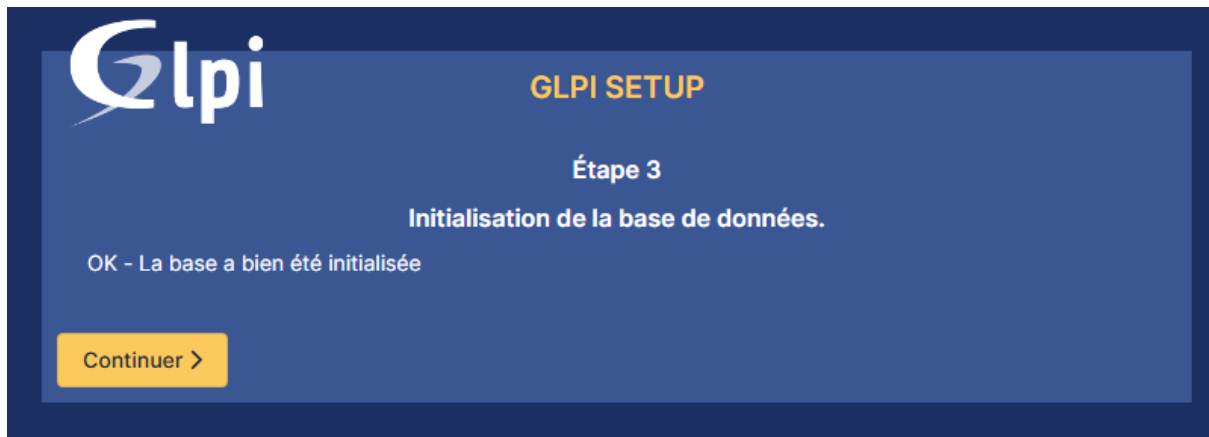 Glpi
GLPI SETUP
Étape 3
Initialisation de la base de données.
OK - La base a bien été initialisée
Continuer >